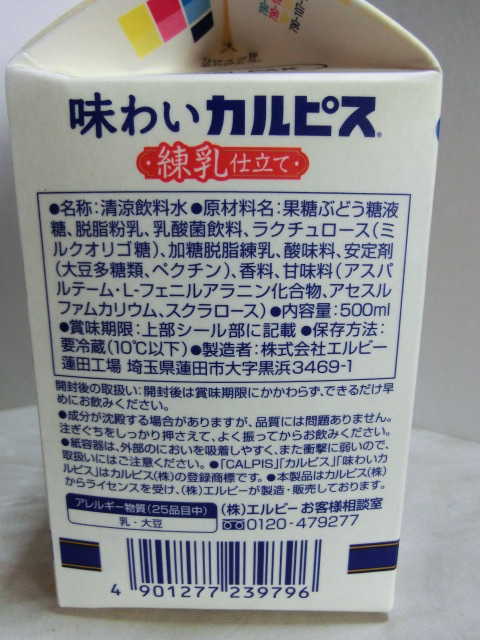 味わいカルピス®
・練乳仕立て・
●名称:清涼飲料水●原材料名:果糖ぶどう糖液
糖、脱脂粉乳、乳酸菌飲料、ラクチュロース(ミ
ルクオリゴ糖)、加糖脱脂練乳、酸味料、安定剤
(大豆多糖類、ペクチン)、香料、甘味料(アスパ
ルテーム・L-フェニルアラニン化合物、アセスル
ファムカリウム、スクラロース)●内容量:500ml
●賞味期限:上部シール部に記載●保存方法:
要冷蔵(10℃以下)●製造者:株式会社エルビー
蓮田工場 埼玉県蓮田市大字黒浜3469-1
開封後の取扱い:開封後は賞味期限にかかわらず、できるだけ早
めにお飲みください。
●成分が沈殿する場合がありますが、品質には問題ありません。
注ぎぐちをしっかり押さえて、よく振ってからお飲みください。
●紙容器は、外部のにおいを吸着しやすく、また衝撃に弱いので、
取扱いにはご注意ください。●「CALPIS」「カルピス」「味わいカ
ルピス」はカルピス(株)の登録商標です。●本製品はカルピス(株)
からライセンスを受け、(株)エルビーが製造・販売しております。
アレルギー物質(25品目中)
乳・大豆
(株)エルビーお客様相談室
0120-479277
4 901277 239796